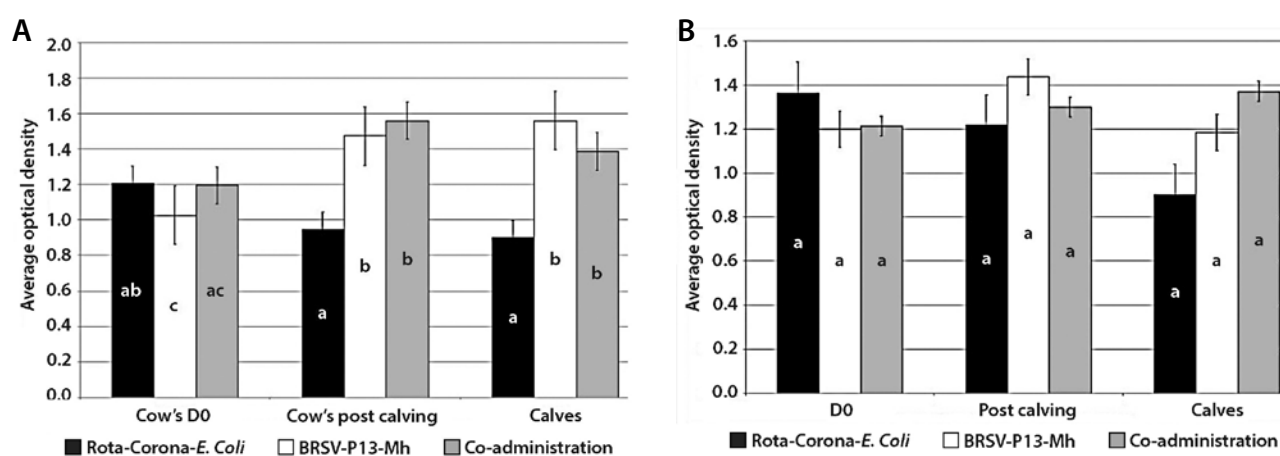 A
Average optical density
2.0
1.8
1.6
1.4
1.2
1.0
0.8
0.6
0.4
0.2
0.0
ab
c
ac
a
b
b
a
b
b
Cow's D0
Cow's post calving
Calves
Rota-Corona-E. Coli
BRSV-P13-Mh
Co-administration
B
Average optical density
1.6
1.4
1.2
1.0
0.8
0.6
0.4
0.2
0.0
a
a
a
a
a
a
a
a
a
D0
Post calving
Calves
Rota-Corona-E. Coli
BRSV-P13-Mh
Co-administration